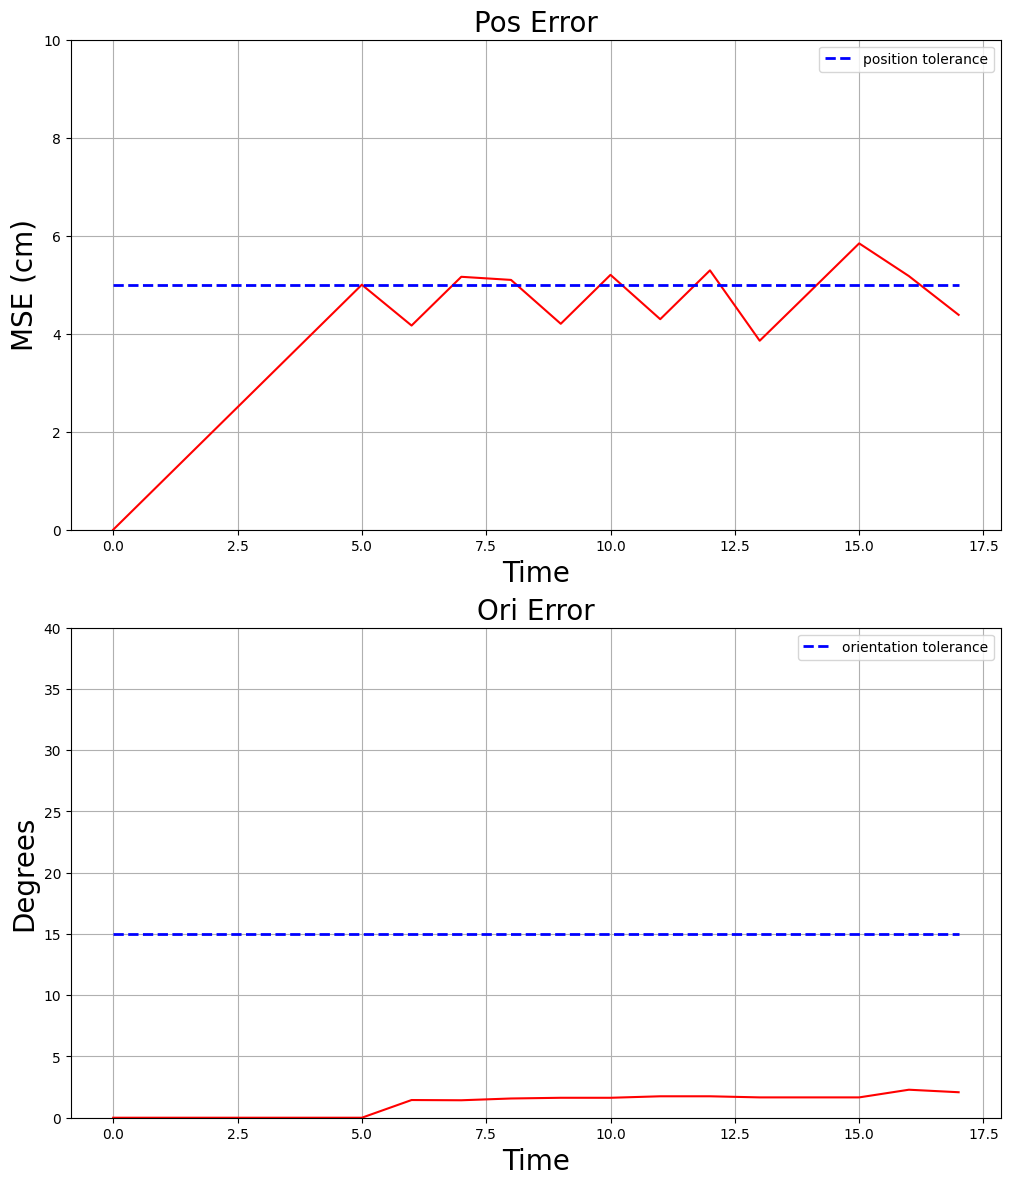 Pos Error
position tolerance
10
8
6
4
2
0
MSE (cm)
0.0 2.5 5.0 7.5 10.0 12.5 15.0 17.5
Time
Ori Error
orientation tolerance
40
35
30
25
20
15
10
5
0
Degrees
0.0 2.5 5.0 7.5 10.0 12.5 15.0 17.5
Time